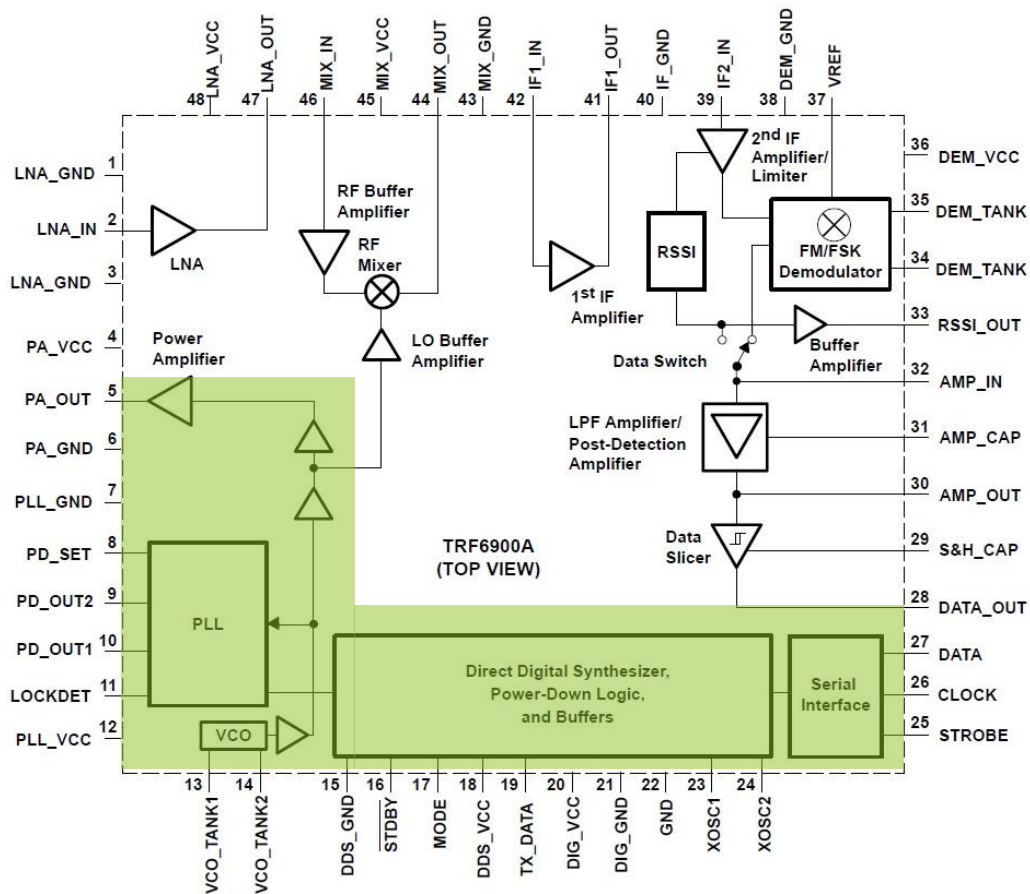 48 LNA_VCC
47 LNA_OUT
46 MIX_IN
45 MIX_VCC
44 MIX_OUT
43 MIX_GND
42 IF1_IN
41 IF1_OUT
40 IF_GND
39 IF2_IN
38 DEM_GND
37 VREF
LNA_GND 1
LNA_IN 2
LNA_GND 3
PA_VCC 4
PA_OUT 5
PA_GND 6
PLL_GND 7
PD_SET 8
PD_OUT2 9
PD_OUT1 10
LOCKDET 11
PLL_VCC 12
LNA
RF Buffer
Amplifier
RF
Mixer
LO Buffer
Amplifier
Power
Amplifier
1st IF
Amplifier
2nd IF
Amplifier/
Limiter
RSSI
FM/FSK
Demodulator
Data Switch
Buffer
Amplifier
LPF Amplifier/
Post-Detection
Amplifier
Data
Slicer
TRF6900A
(TOP VIEW)
PLL
VCO
Direct Digital Synthesizer,
Power-Down Logic,
and Buffers
Serial
Interface
36 DEM_VCC
35 DEM_TANK
34 DEM_TANK
33 RSSI_OUT
32 AMP_IN
31 AMP_CAP
30 AMP_OUT
29 S&H_CAP
28 DATA_OUT
27 DATA
26 CLOCK
25 STROBE
13 VCO_TANK1
14 VCO_TANK2
15 DDS_GND
16 STDBY
17 MODE
18 DDS_VCC
19 TX_DATA
20 DIG_VCC
21 DIG_GND
22 GND
23 XOSC1
24 XOSC2